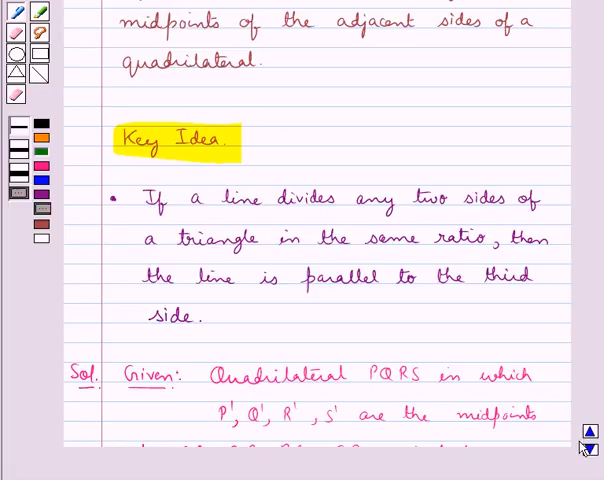 midpoints of the adjacent sides of a
quadrilateral.
Key Idea.
• If a line divides any two sides of
a triangle in the same ratio, then
the line is parallel to the third
side.
Sol. Given: Quadrilateral PQRS in which
P', Q', R', S' are the midpoints